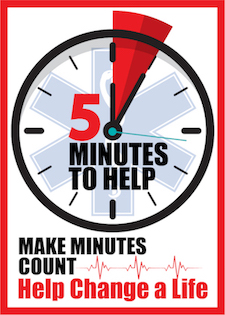 5
MINUTES
TO HELP
MAKE MINUTES
COUNT
Help Change a Life